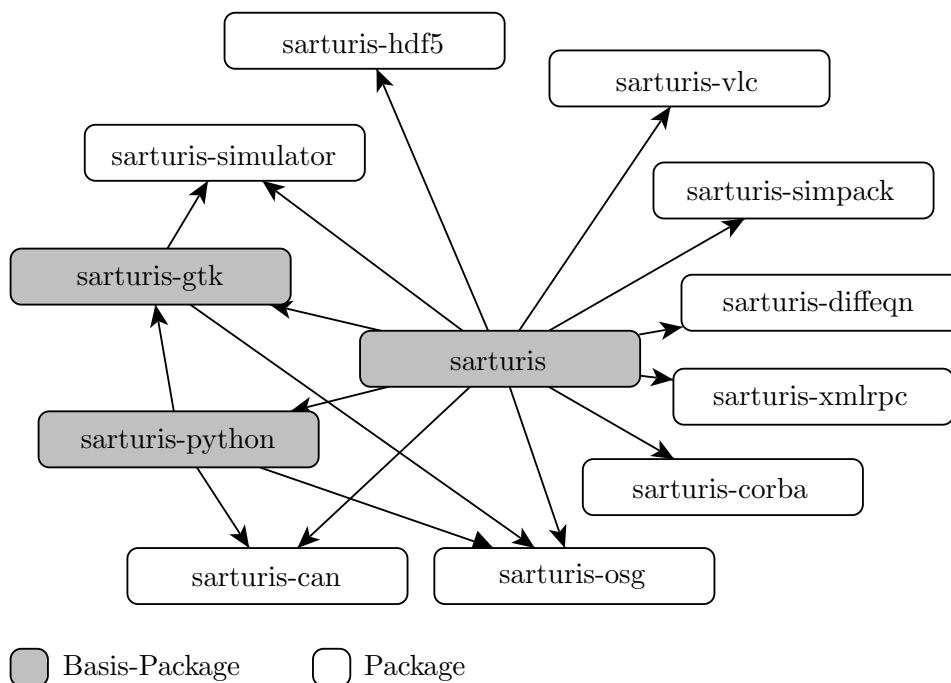 sarturis-hdf5
sarturis-vlc
sarturis-simulator
sarturis-simpack
sarturis-gtk
sarturis-diffeqn
sarturis
sarturis-xmlrpc
sarturis-python
sarturis-corba
sarturis-can
sarturis-osg
Basis-Package
Package